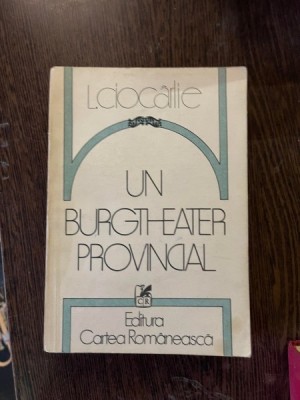 L.ciocârlie
UN
BURGTHEATER
PROVINCIAL
CR
Editura
Cartea Românească